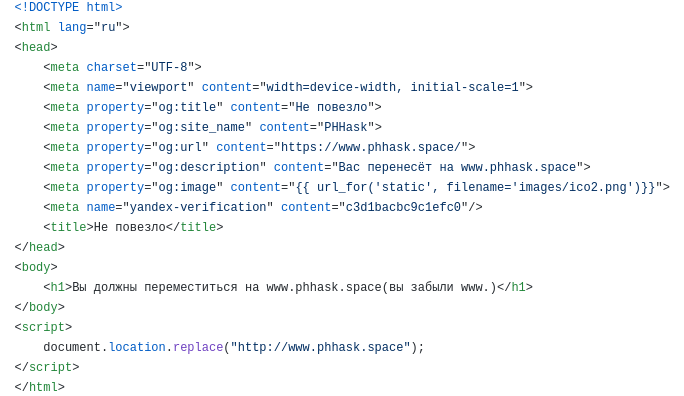 <!DOCTYPE html>
<html lang="ru">
<head>
    <meta charset="UTF-8">
    <meta name="viewport" content="width=device-width, initial-scale=1">
    <meta property="og:title" content="Не повезло">
    <meta property="og:site_name" content="PHHask">
    <meta property="og:url" content="https://www.phhask.space/">
    <meta property="og:description" content="Вас перенесёт на www.phhask.space">
    <meta property="og:image" content="{{ url_for('static', filename='images/ico2.png')}}">
    <meta name="yandex-verification" content="c3d1bacbc9c1efc0"/>
    <title>Не повезло</title>
</head>
<body>
    <h1>Вы должны переместиться на www.phhask.space(вы забыли www.)</h1>
</body>
<script>
    document.location.replace("http://www.phhask.space");
</script>
</html>